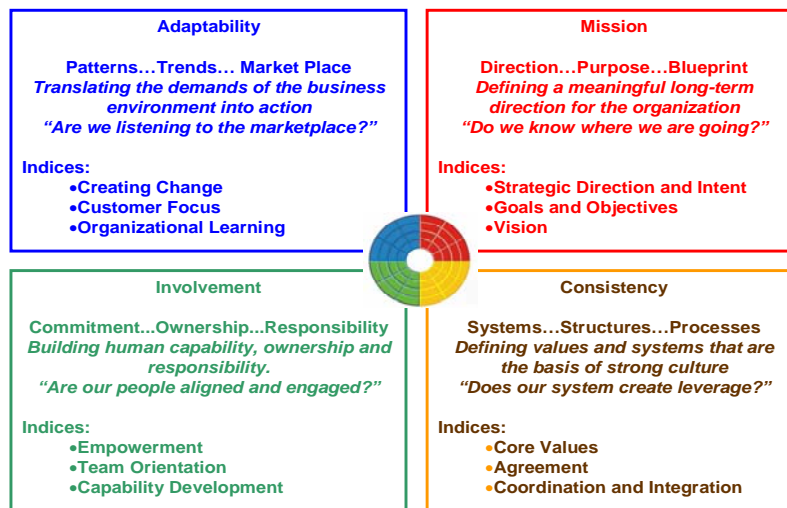 Adaptability
Patterns…Trends… Market Place
Translating the demands of the business
environment into action
“Are we listening to the marketplace?”
Indices:
•Creating Change
•Customer Focus
•Organizational Learning
Mission
Direction…Purpose…Blueprint
Defining a meaningful long-term
direction for the organization
“Do we know where we are going?”
Indices:
•Strategic Direction and Intent
•Goals and Objectives
•Vision
Involvement
Commitment...Ownership...Responsibility
Building human capability, ownership and
responsibility.
“Are our people aligned and engaged?”
Indices:
•Empowerment
•Team Orientation
•Capability Development
Consistency
Systems…Structures…Processes
Defining values and systems that are
the basis of strong culture
“Does our system create leverage?”
Indices:
•Core Values
•Agreement
•Coordination and Integration